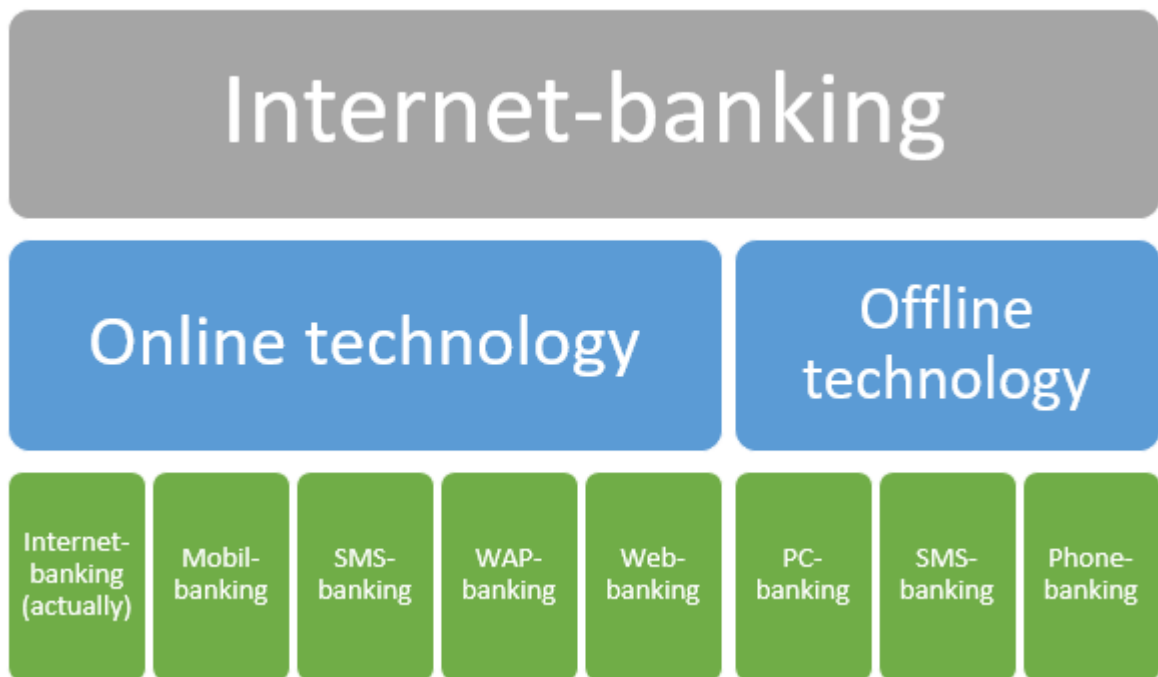 Internet-banking
Online technology
Offline
technology
Internet-
banking
(actually)
Mobil-
banking
SMS-
banking
WAP-
banking
Web-
banking
PC-
banking
SMS-
banking
Phone-
banking